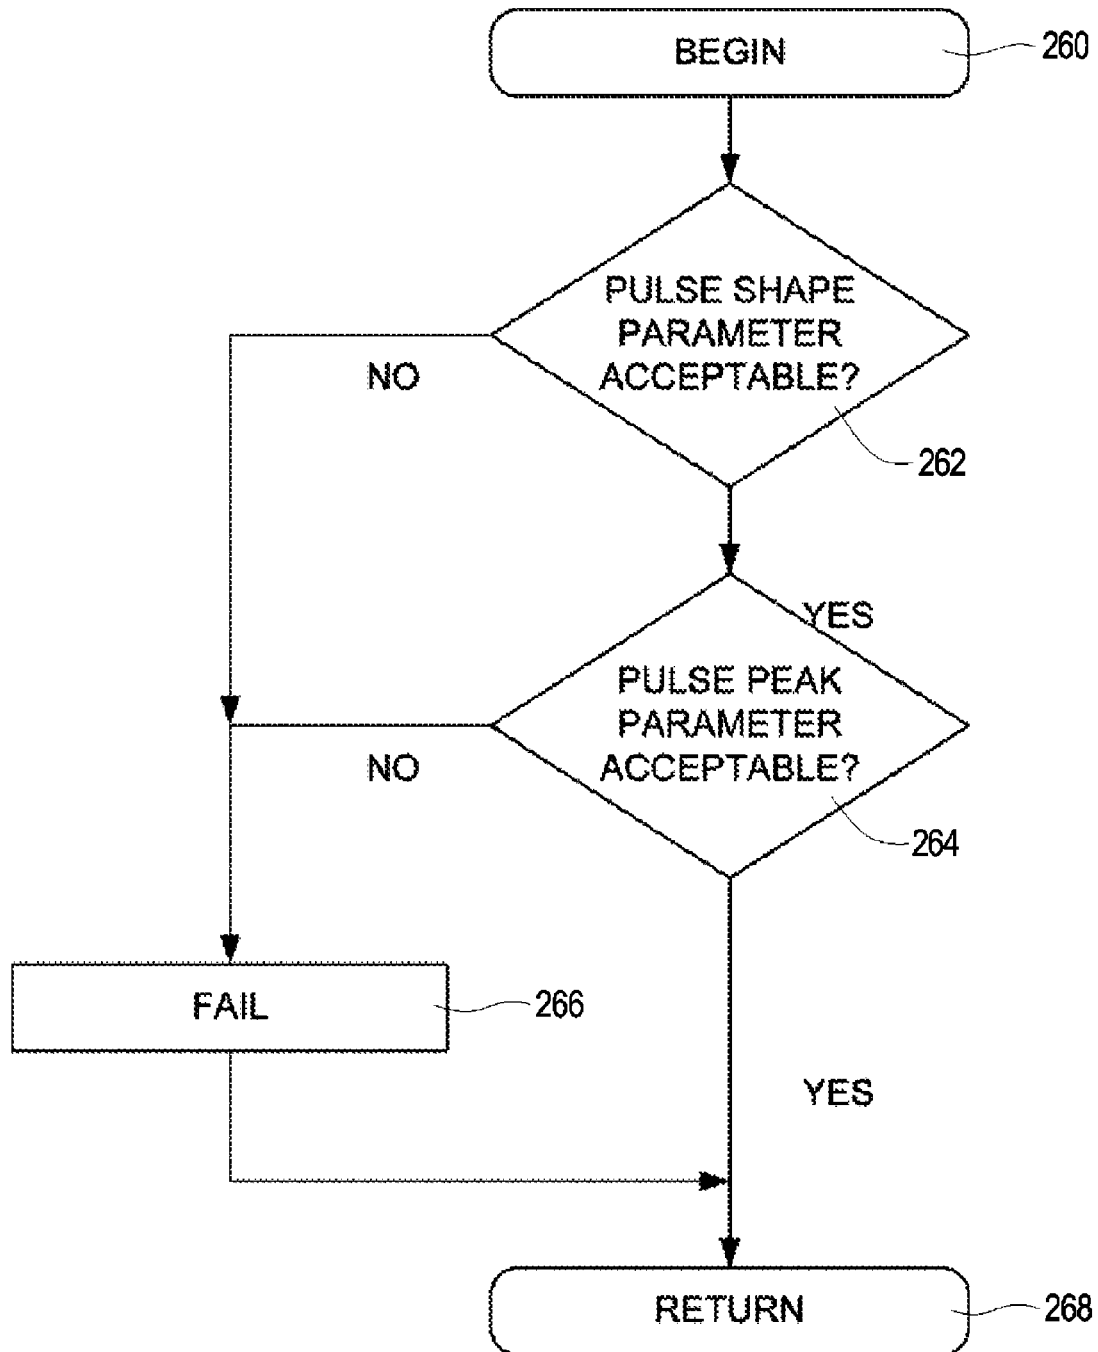 BEGIN
260
PULSE SHAPE
PARAMETER
ACCEPTABLE?
NO
262
YES
PULSE PEAK
PARAMETER
ACCEPTABLE?
NO
264
FAIL
266
YES
RETURN
268